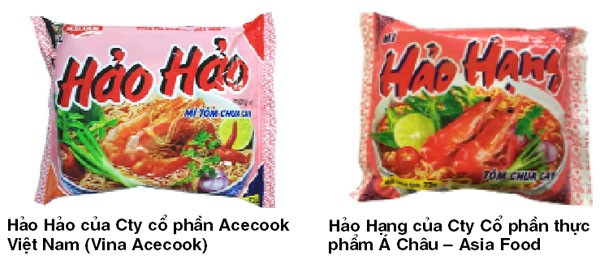 ACECOOK
Hảo Hảo
MÌ TÔM CHUA CAY
MÌ
Hảo Hạng
TÔM CHUA CAY
Hảo Hảo của Cty cổ phần Acecook
Việt Nam (Vina Acecook)
Hảo Hạng của Cty Cổ phần thực
phẩm Á Châu – Asia Food